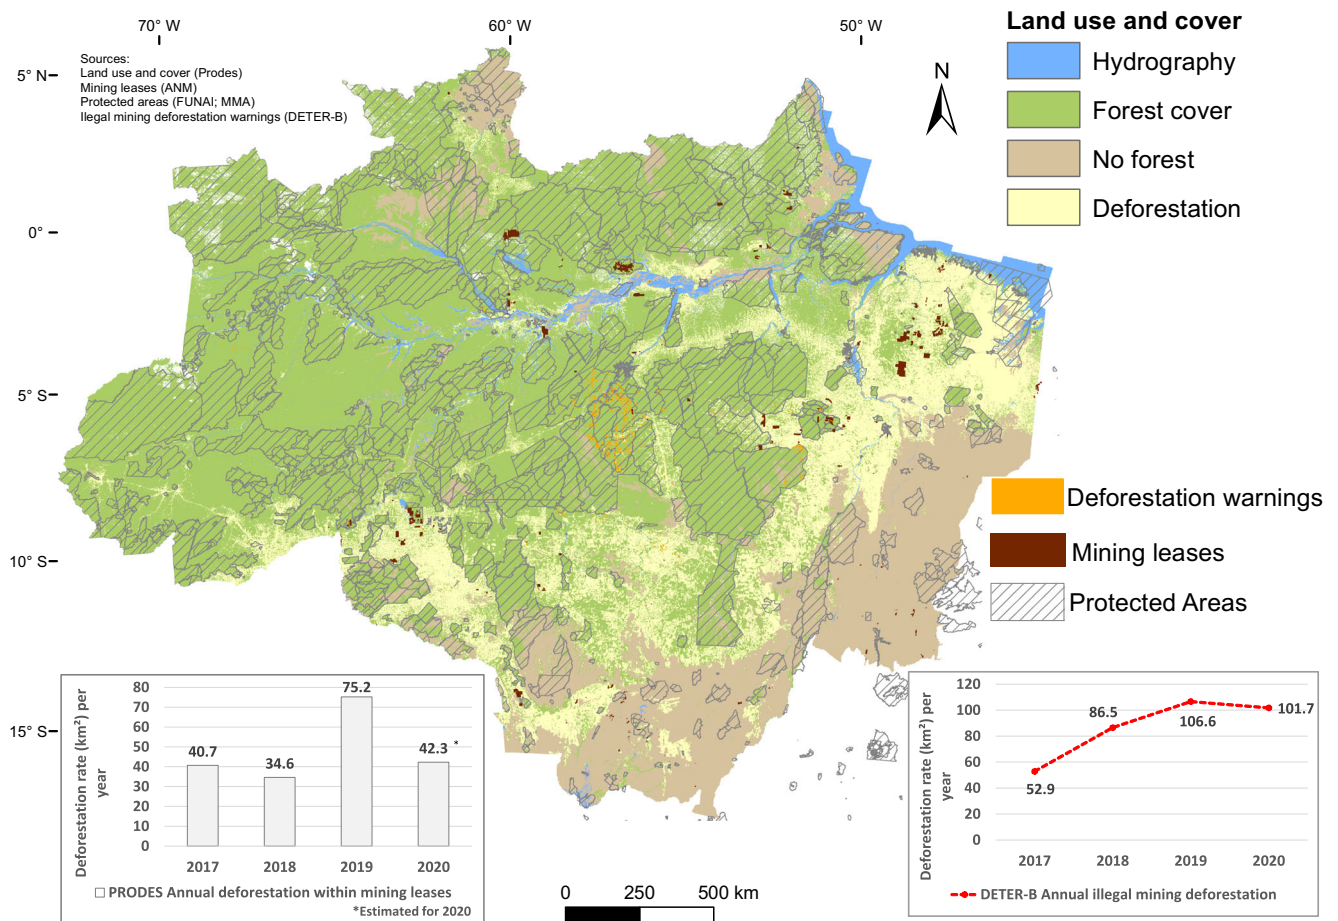 70° W
60° W
50° W
Sources:
Land use and cover (Prodes)
Mining leases (ANM)
Protected areas (FUNAI; MMA)
Ilegal mining deforestation warnings (DETER-B)
5° N
0°
5° S
10° S
15° S
N
Land use and cover
Hydrography
Forest cover
No forest
Deforestation
Deforestation warnings
Mining leases
Protected Areas
Deforestation rate (km²) per
year
80
70
60
50
40
30
20
10
0
40.7
34.6
75.2
42.3 *
2017
2018
2019
2020
PRODES Annual deforestation within mining leases
*Estimated for 2020
0
250
500 km
Deforestation rate (km²) per
year
120
100
80
60
40
20
0
52.9
86.5
106.6
101.7
2017
2018
2019
2020
DETER-B Annual illegal mining deforestation